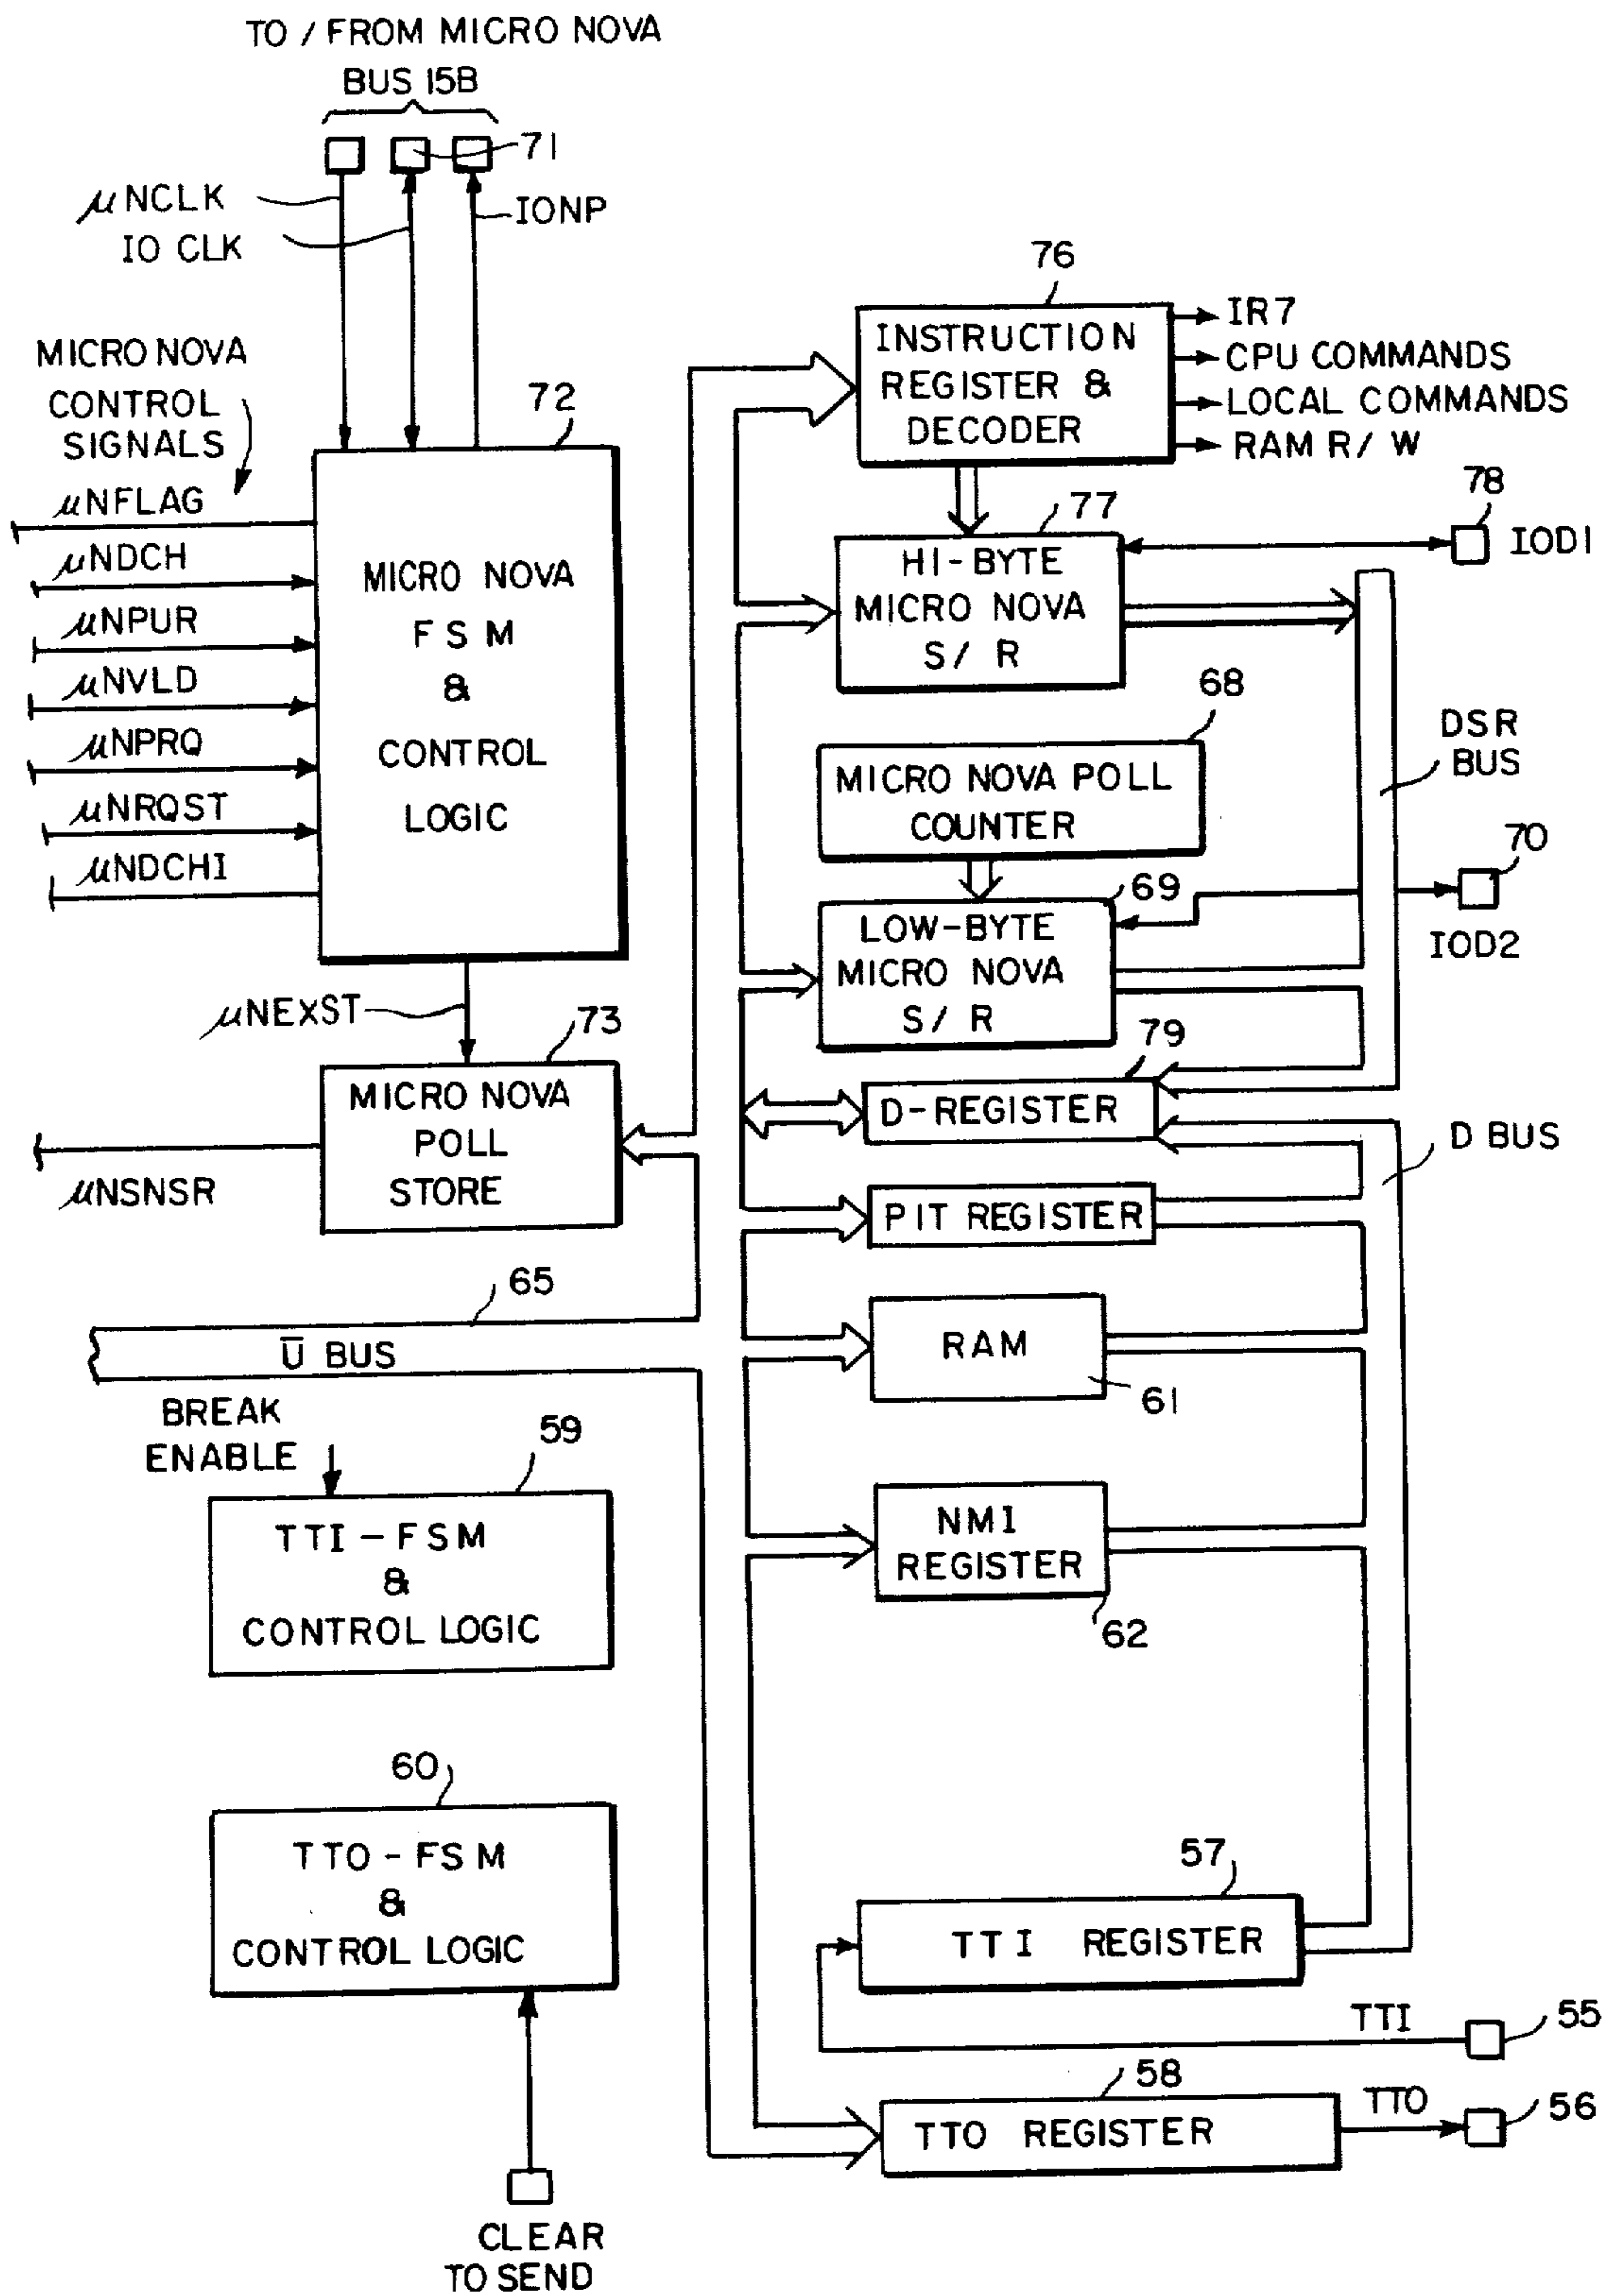 TO / FROM MICRO NOVA
BUS 15B
71
μNCLK
IO CLK
IONP
MICRO NOVA
CONTROL
SIGNALS
72
μNFLAG
μNDCH
μNPUR
μNVLD
μNPRQ
μNRQST
μNDCHI
MICRO NOVA
FSM
&
CONTROL
LOGIC
μNEXST
73
MICRO NOVA
POLL
STORE
μNSNSR
65
U̅ BUS
BREAK
ENABLE
59
TTI-FSM
&
CONTROL LOGIC
60
TTO-FSM
&
CONTROL LOGIC
CLEAR
TO SEND
76
INSTRUCTION
REGISTER &
DECODER
IR7
CPU COMMANDS
LOCAL COMMANDS
RAM R/W
77
HI-BYTE
MICRO NOVA
S/R
78
IOD1
68
MICRO NOVA POLL
COUNTER
DSR
BUS
69
LOW-BYTE
MICRO NOVA
S/R
70
IOD2
79
D-REGISTER
D BUS
PIT REGISTER
RAM
61
NMI
REGISTER
62
57
TTI REGISTER
TTI
55
58
TTO REGISTER
TTO
56